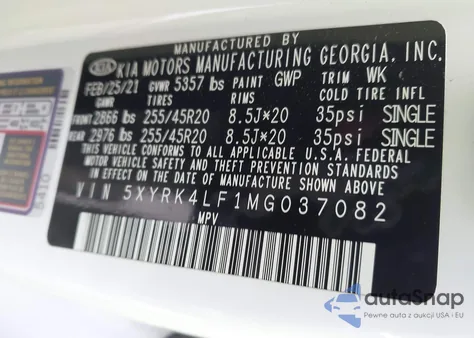 MANUFACTURED BY
KIA KIA MOTORS MANUFACTURING GEORGIA, INC.
FEB/25/21 GVWR 5357 lbs PAINT GWP TRIM WK
TIRES RIMS COLD TIRE INFL
FRONT 2866 lbs 255/45R20 8.5J×20 35psi SINGLE
REAR 2976 lbs 255/45R20 8.5J×20 35psi SINGLE
THIS VEHICLE CONFORMS TO ALL APPLICABLE U.S.A. FEDERAL
MOTOR VEHICLE SAFETY AND THEFT PREVENTION STANDARDS
IN EFFECT ON THE DATE OF MANUFACTURE SHOWN ABOVE.
VIN 5XYRK4LF1MG037082
MPV
autaSnap
Pewne auta z aukcji USA i EU